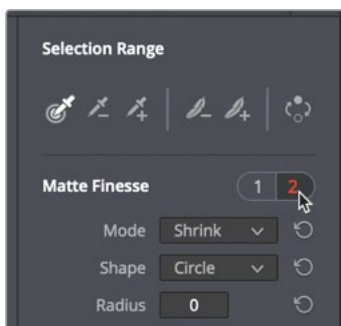 Selection Range
Matte Finesse 1 2
Mode Shrink
Shape Circle
Radius 0